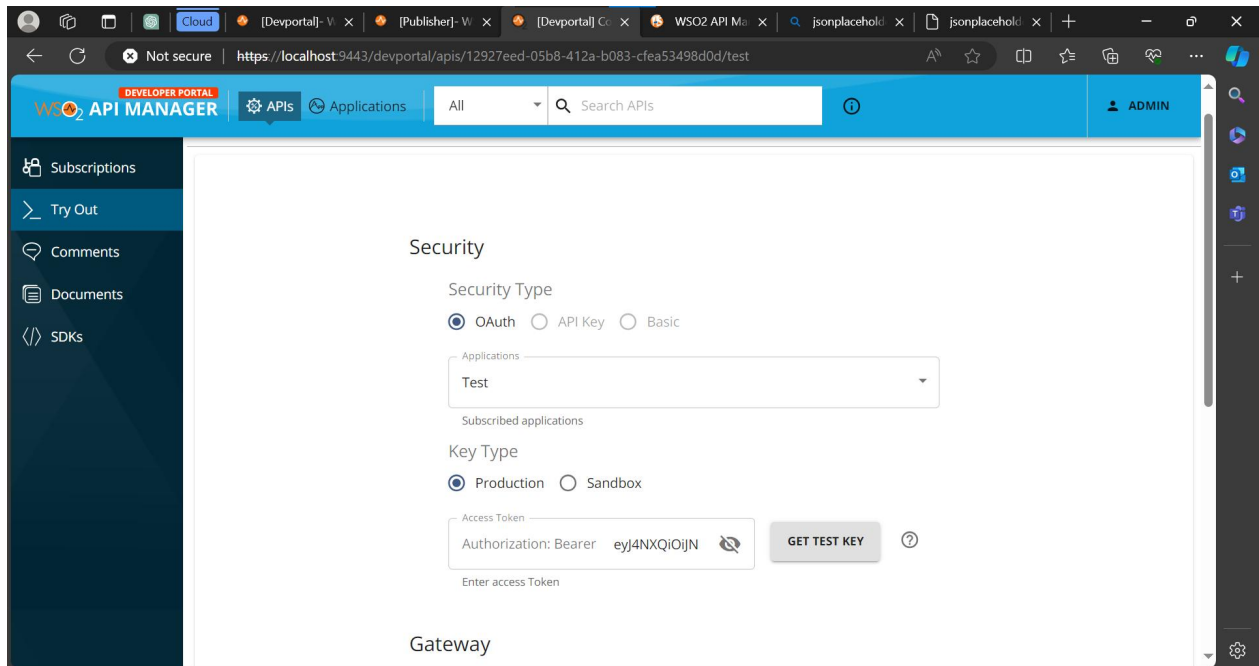 Cloud
[Devportal]- W
[Publisher]- W
[Devportal] Co
WSO2 API Ma
jsonplacehold
jsonplacehold
Not secure
https://localhost:9443/devportal/apis/12927eed-05b8-412a-b083-cfea53498d0d/test
DEVELOPER PORTAL
WSO2 API MANAGER
APIs
Applications
All
Search APIs
ADMIN
Subscriptions
Try Out
Comments
Documents
SDKs
Security
Security Type
OAuth API Key Basic
Applications
Test
Subscribed applications
Key Type
Production Sandbox
Access Token
Authorization: Bearer eyJ4NXQiOiJN
GET TEST KEY
Enter access Token
Gateway